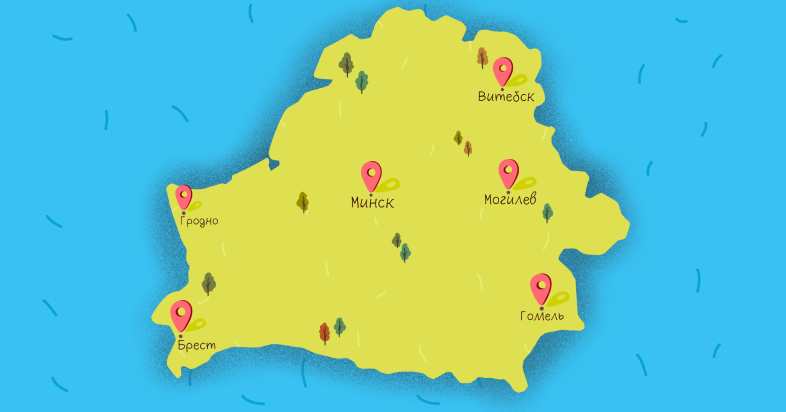 Витебск
Минск
Могилев
Гродно
Гомель
Брест